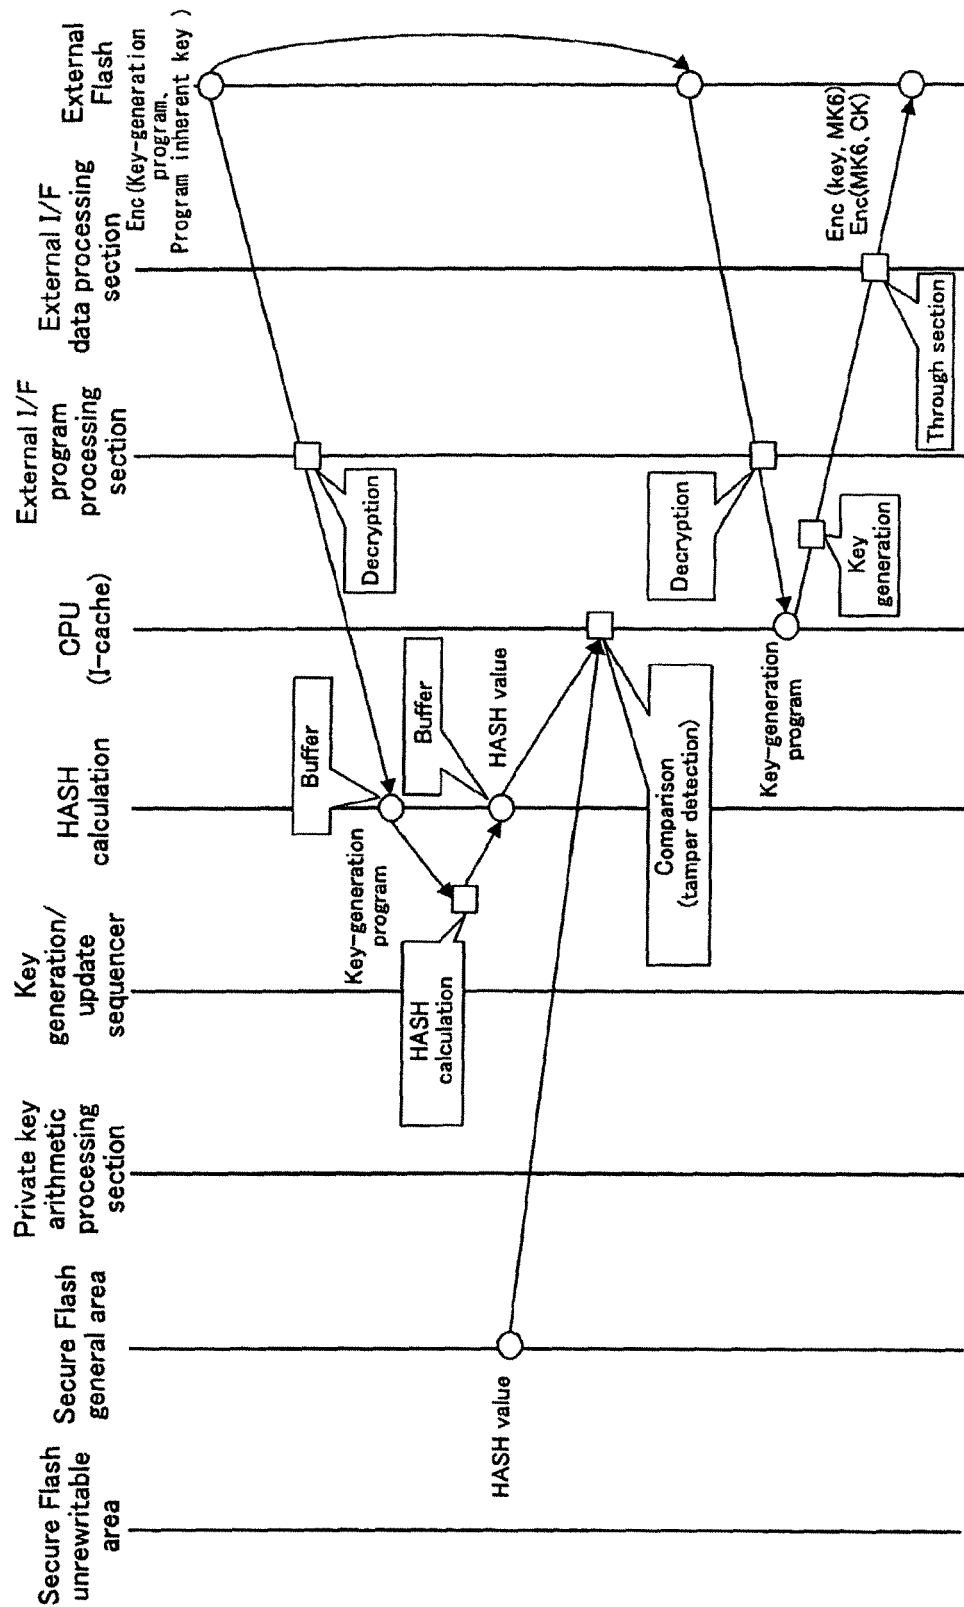 Secure Flash
unrewritable
area
Secure Flash
general area
Private key
arithmetic
processing
section
Key
generation/
update
sequencer
HASH
calculation
CPU
(I-cache)
External I/F
program
processing
section
External I/F
data processing
section
External
Flash
Enc(Key-generation
program,
Program inherent key )
Decryption
Buffer
Key-generation
program
HASH
calculation
Buffer
HASH value
HASH value
Comparison
(tamper detection)
Decryption
Key-generation
program
Key
generation
Through section
Enc (key, MK6)
Enc(MK6, CK)